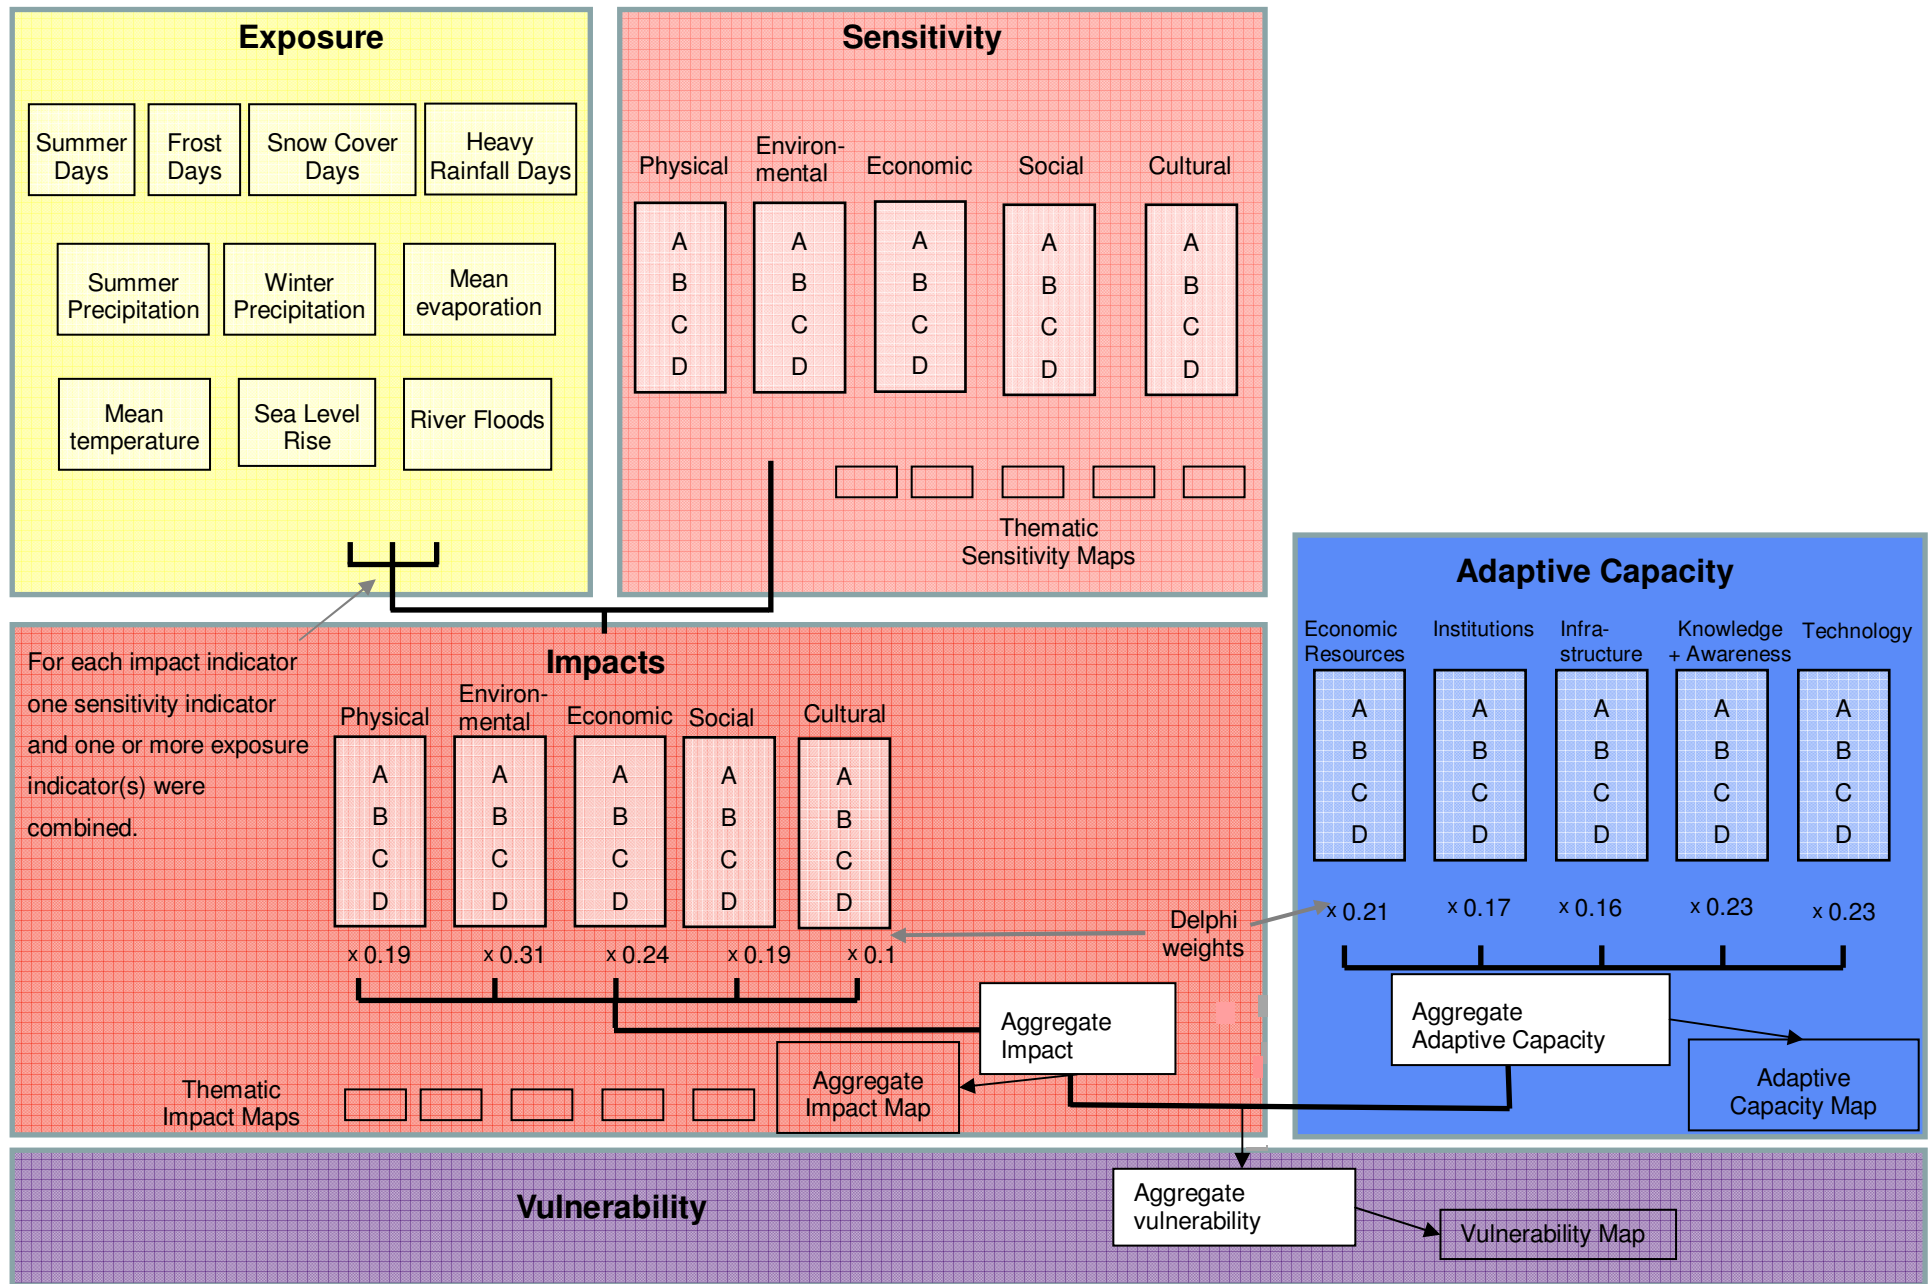 Exposure
Summer
Days
Frost
Days
Snow Cover
Days
Heavy
Rainfall Days
Summer
Precipitation
Winter
Precipitation
Mean
evaporation
Mean
temperature
Sea Level
Rise
River Floods
Sensitivity
Physical
Environ-
mental
Economic
Social
Cultural
A
B
C
D
A
B
C
D
A
B
C
D
A
B
C
D
A
B
C
D
Thematic
Sensitivity Maps
For each impact indicator
one sensitivity indicator
and one or more exposure
indicator(s) were
combined.
Impacts
Physical
Environ-
mental
Economic
Social
Cultural
A
B
C
D
A
B
C
D
A
B
C
D
A
B
C
D
A
B
C
D
x 0.19
x 0.31
x 0.24
x 0.19
x 0.1
Delphi
weights
Aggregate
Impact
Aggregate
Impact Map
Thematic
Impact Maps
Adaptive Capacity
Economic
Resources
Institutions
Infra-
structure
Knowledge
+ Awareness
Technology
A
B
C
D
A
B
C
D
A
B
C
D
A
B
C
D
A
B
C
D
x 0.21
x 0.17
x 0.16
x 0.23
x 0.23
Aggregate
Adaptive Capacity
Adaptive
Capacity Map
Vulnerability
Aggregate
vulnerability
Vulnerability Map